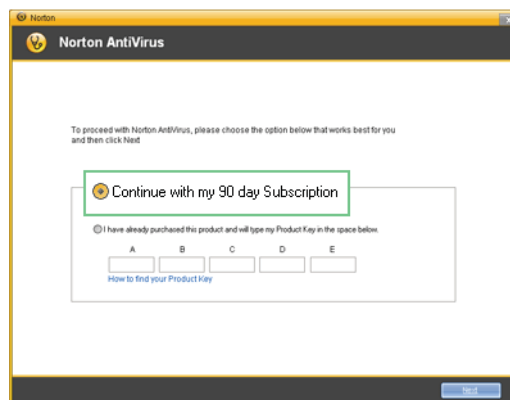 Norton
Norton AntiVirus
To proceed with Norton AntiVirus, please choose the option below that works best for you
and then click Next
Continue with my 90 day Subscription
I have already purchased this product and will type my Product Key in the space below.
A B C D E
How to find your Product Key
Next